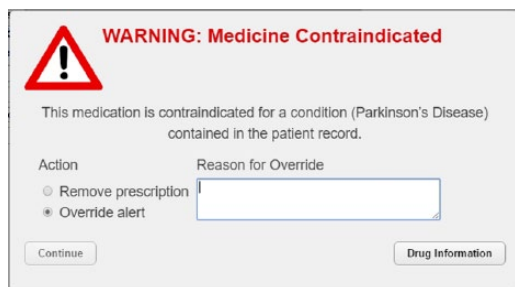 WARNING: Medicine Contraindicated
This medication is contraindicated for a condition (Parkinson's Disease)
contained in the patient record.
Action
Reason for Override
Remove prescription
Override alert
Continue
Drug Information